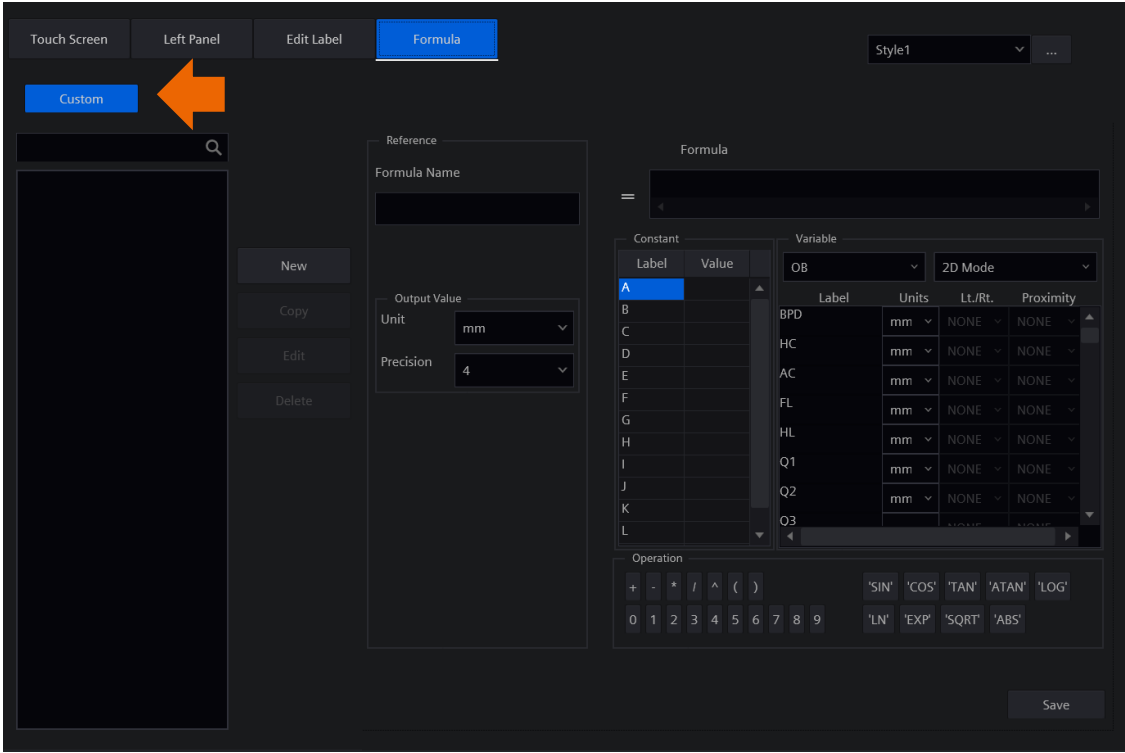 Touch Screen Left Panel Edit Label Formula
Style1 ...
Custom
Reference
Formula
Formula Name
=
New
Copy
Edit
Delete
Output Value
Unit mm
Precision 4
Constant
Label Value
A
B
C
D
E
F
G
H
I
J
K
L
Variable
OB 2D Mode
Label Units Lt./Rt. Proximity
BPD mm NONE NONE
HC mm NONE NONE
AC mm NONE NONE
FL mm NONE NONE
HL mm NONE NONE
Q1 mm NONE NONE
Q2 mm NONE NONE
Q3
Operation
+ - * / ^ ( ) 'SIN' 'COS' 'TAN' 'ATAN' 'LOG'
0 1 2 3 4 5 6 7 8 9 'LN' 'EXP' 'SQRT' 'ABS'
Save